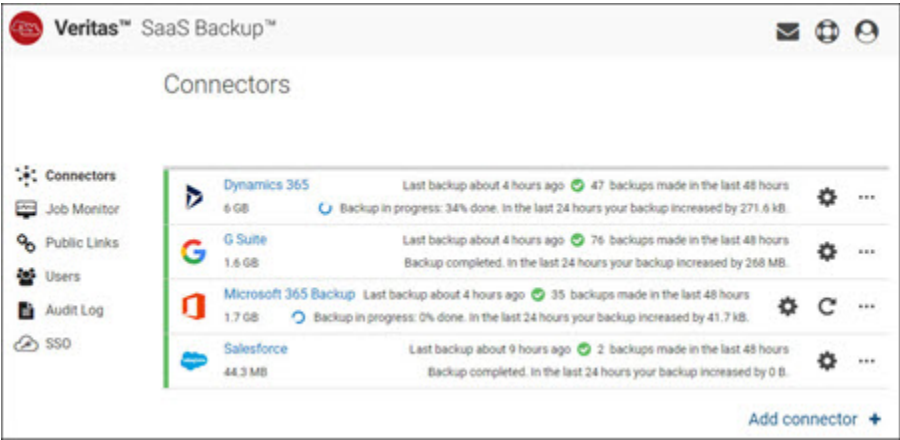 Veritas™ SaaS Backup™
Connectors
Connectors
Job Monitor
Public Links
Users
Audit Log
SSO
Dynamics 365 Last backup about 4 hours ago 47 backups made in the last 48 hours
6 GB Backup in progress: 34% done. In the last 24 hours your backup increased by 271.6 kB.
G Suite Last backup about 4 hours ago 76 backups made in the last 48 hours
1.6 GB Backup completed. In the last 24 hours your backup increased by 268 MB.
Microsoft 365 Backup Last backup about 4 hours ago 35 backups made in the last 48 hours
1.7 GB Backup in progress: 0% done. In the last 24 hours your backup increased by 41.7 kB.
Salesforce Last backup about 9 hours ago 2 backups made in the last 48 hours
44.3 MB Backup completed. In the last 24 hours your backup increased by 0 B.
Add connector +